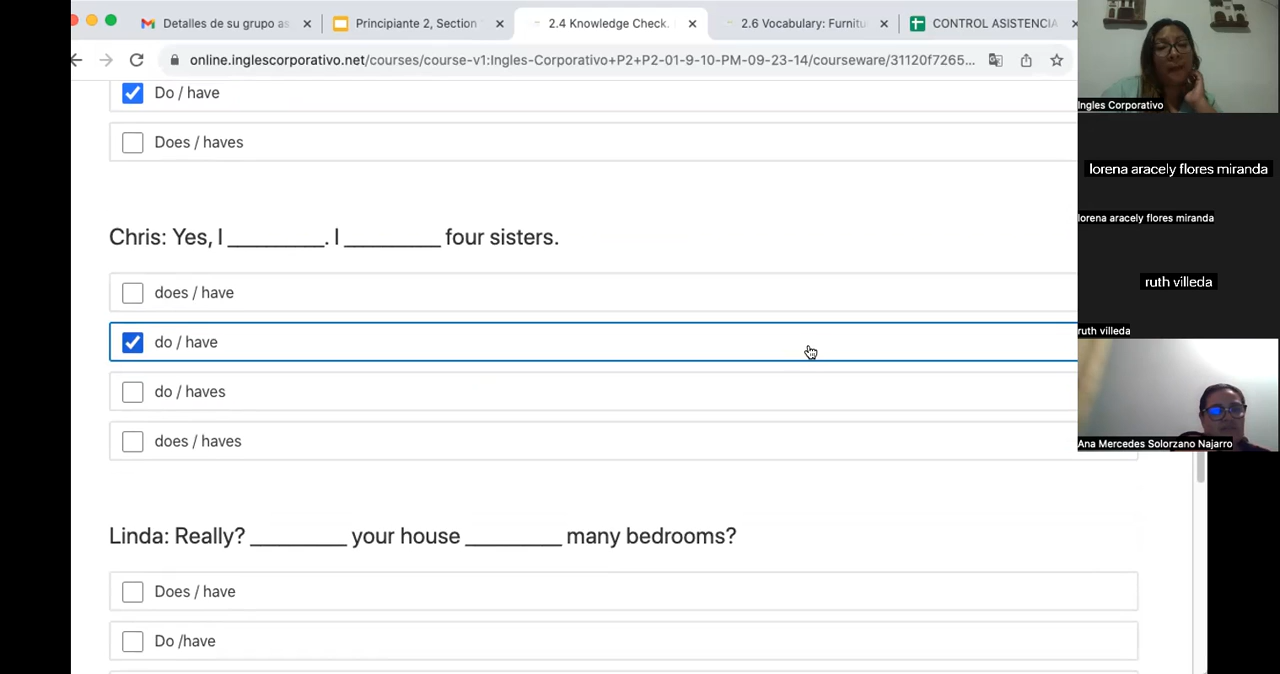 Detalles de su grupo as
Principiante 2, Section
2.4 Knowledge Check.
2.6 Vocabulary: Furnitu
CONTROL ASISTENCIA
online.inglescorporativo.net/courses/course-v1:Ingles-Corporativo+P2+P2-01-9-10-PM-09-23-14/courseware/31120f7265...
Do / have
Does / haves
Chris: Yes, I _________. I _________ four sisters.
does / have
do / have
do / haves
does / haves
Linda: Really? _________ your house _________ many bedrooms?
Does / have
Do /have
Ingles Corporativo
lorena aracely flores miranda
lorena aracely flores miranda
ruth villeda
ruth villeda
Ana Mercedes Solorzano Najarro